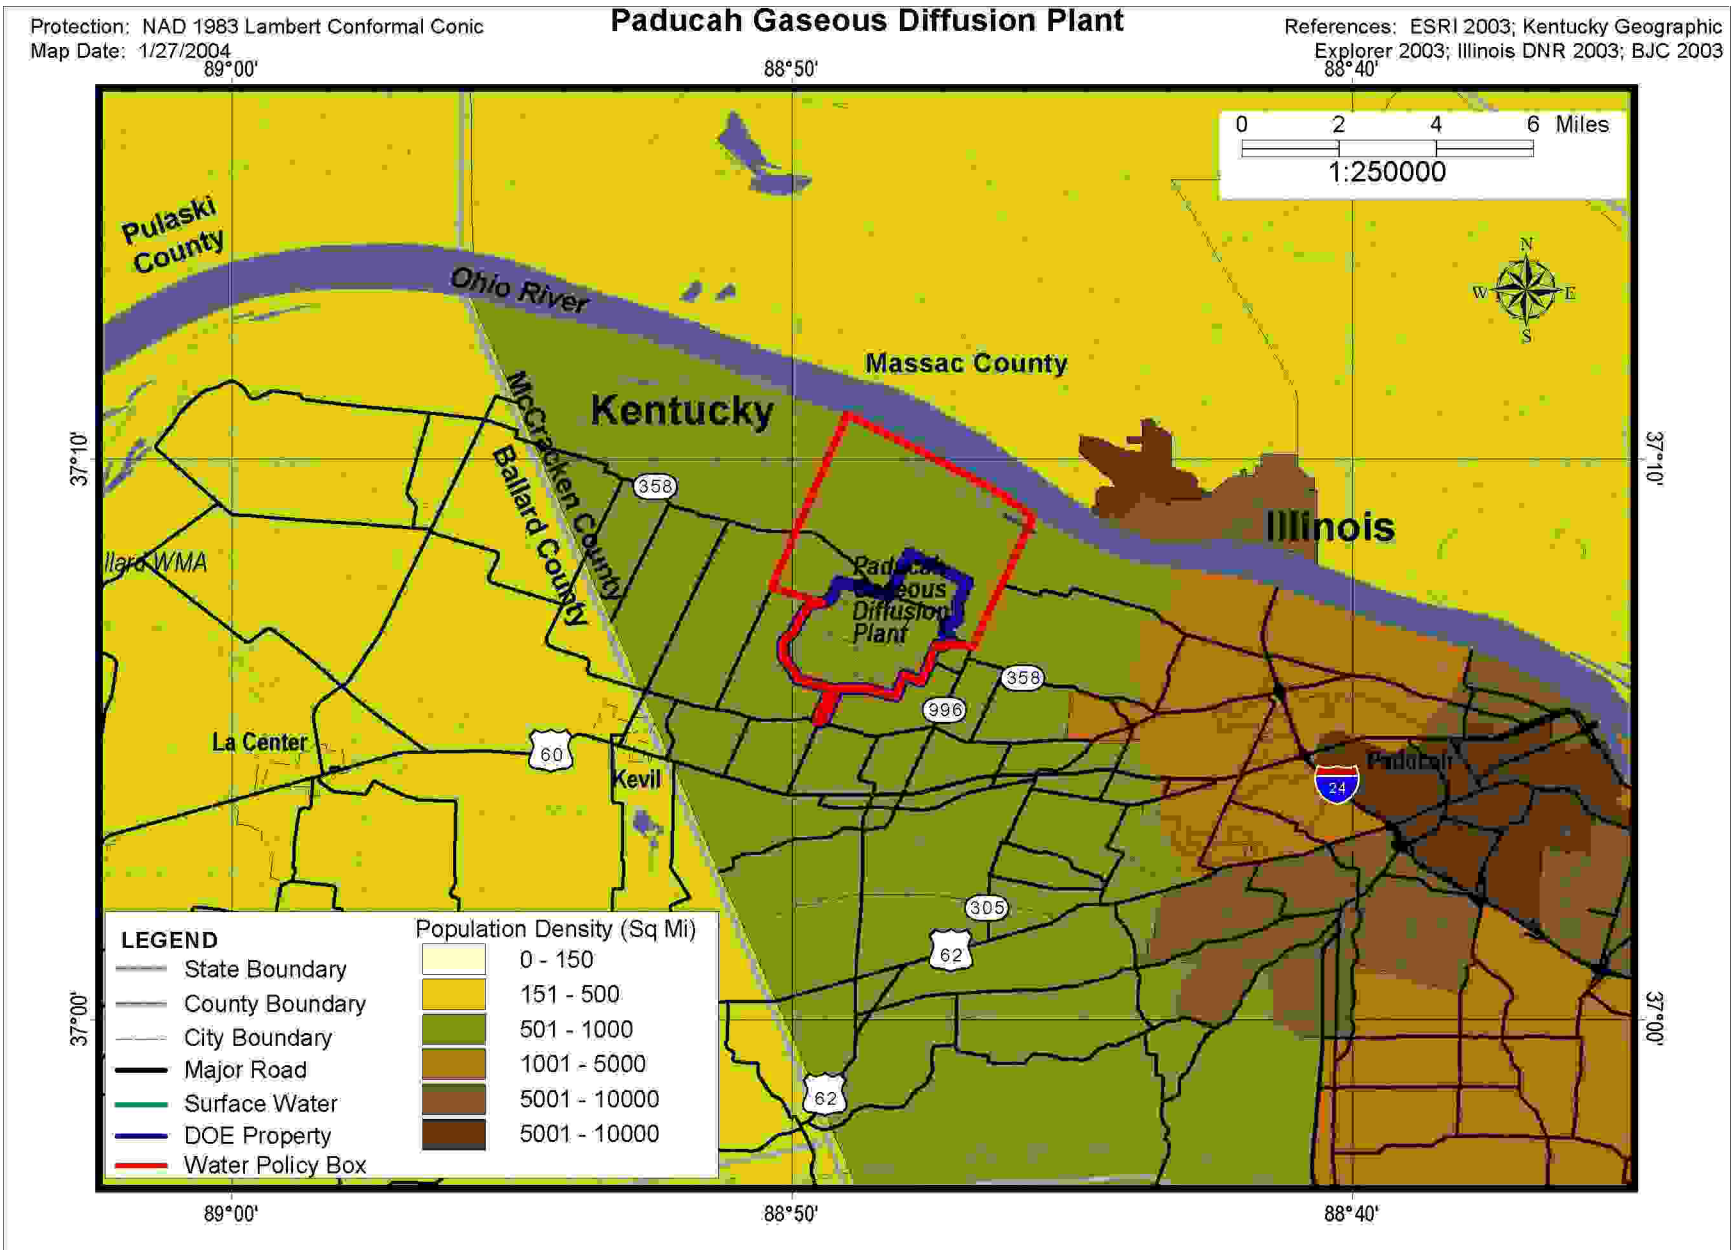 Paducah Gaseous Diffusion Plant
Protection: NAD 1983 Lambert Conformal Conic
Map Date: 1/27/2004
References: ESRI 2003; Kentucky Geographic
Explorer 2003; Illinois DNR 2003; BJC 2003
89°00'
88°50'
88°40'
0 2 4 6 Miles
1:250000
N
W E
S
Pulaski
County
Ohio River
Massac County
Kentucky
McCracken County
Ballard County
37°10'
37°10'
358
Illinois
llard WMA
Paducah
Gaseous
Diffusion
Plant
358
996
La Center
60
Kevil
Paducah
24
305
62
62
37°00'
37°00'
LEGEND
State Boundary
County Boundary
City Boundary
Major Road
Surface Water
DOE Property
Water Policy Box
Population Density (Sq Mi)
0 - 150
151 - 500
501 - 1000
1001 - 5000
5001 - 10000
5001 - 10000
89°00'
88°50'
88°40'